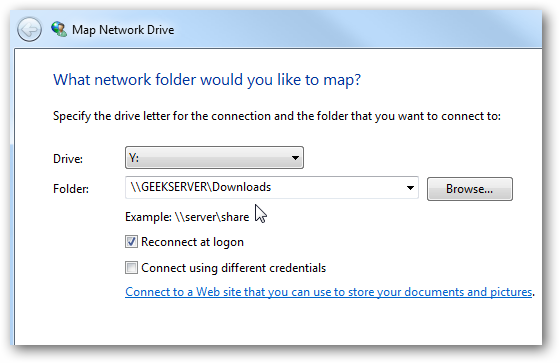 Map Network Drive
What network folder would you like to map?
Specify the drive letter for the connection and the folder that you want to connect to:
Drive: Y:
Folder: \\GEEKSERVER\Downloads Browse...
Example: \\server\share
Reconnect at logon
Connect using different credentials
Connect to a Web site that you can use to store your documents and pictures.